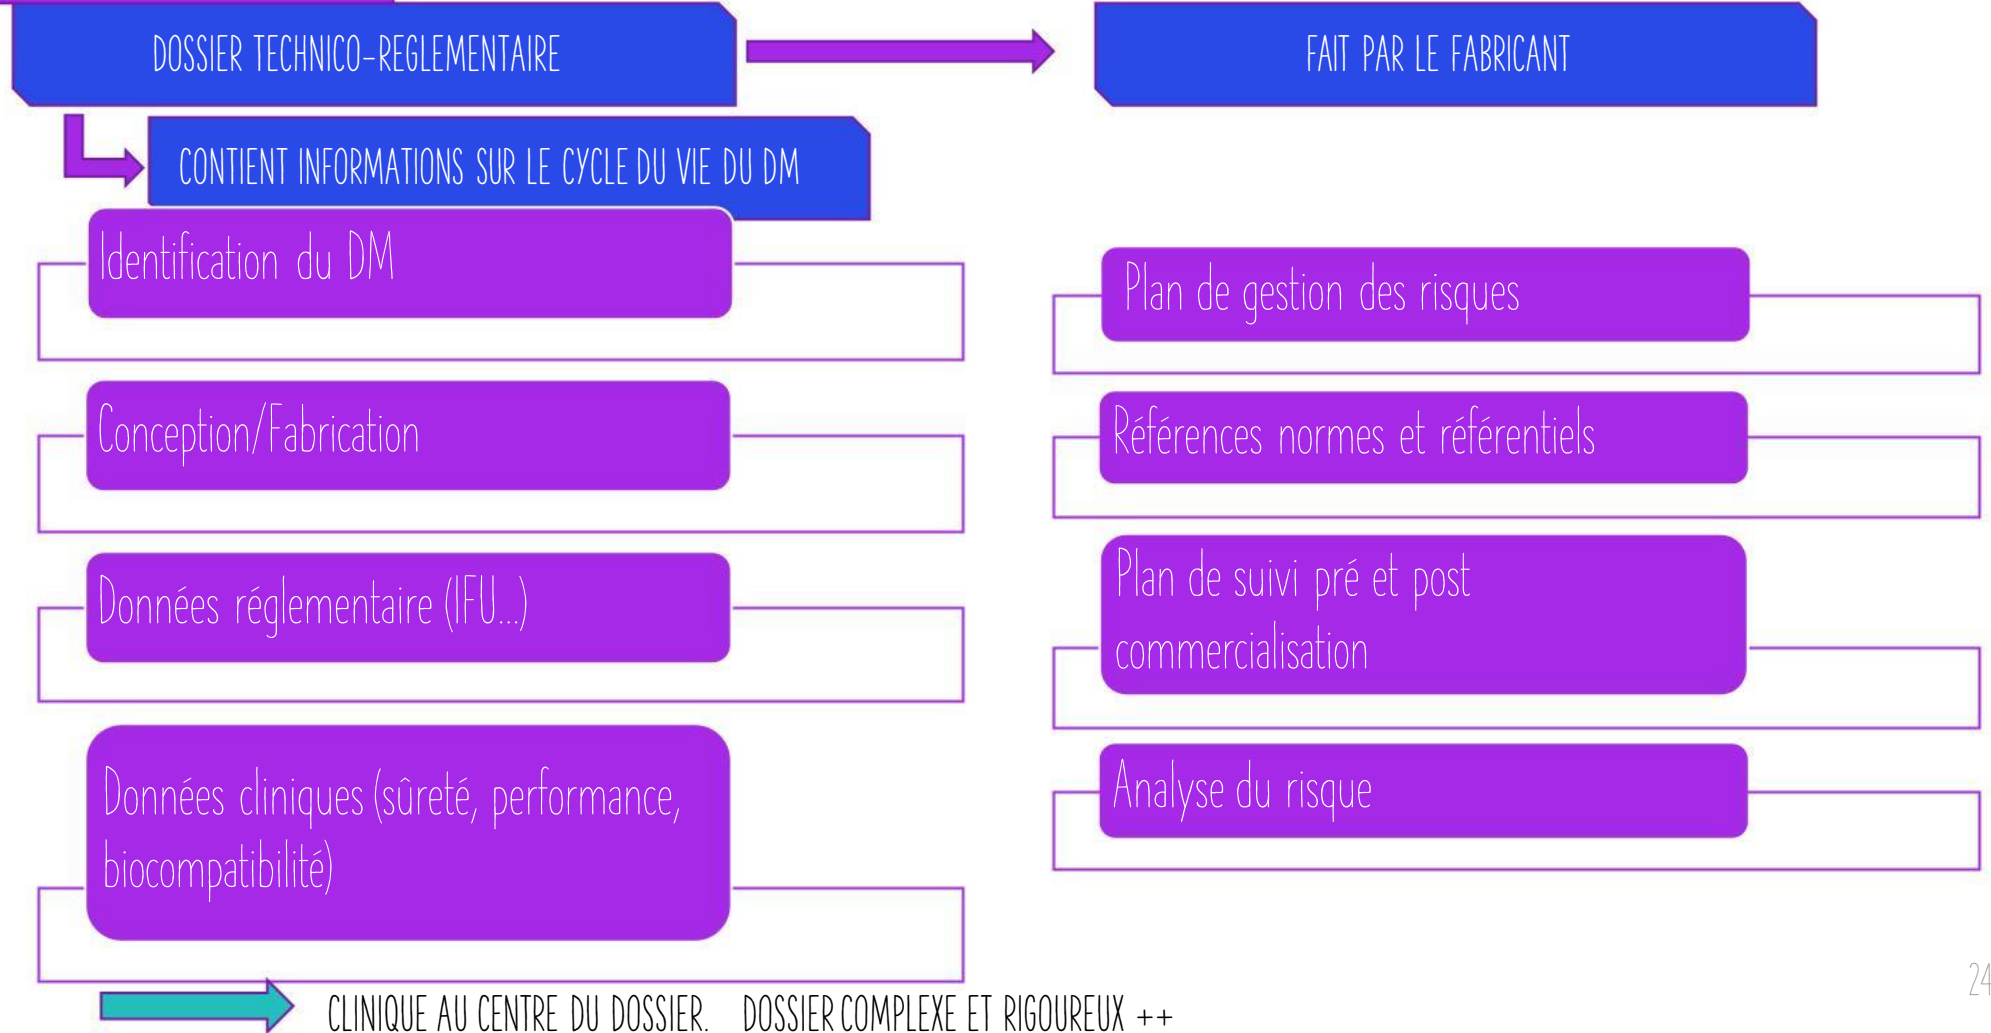 DOSSIER TECHNICO-REGLEMENTAIRE
FAIT PAR LE FABRICANT
CONTIENT INFORMATIONS SUR LE CYCLE DU VIE DU DM
Identification du DM
Conception/Fabrication
Données réglementaire (IFU...)
Données cliniques (sûreté, performance,
biocompatibilité)
Plan de gestion des risques
Références normes et référentiels
Plan de suivi pré et post
commercialisation
Analyse du risque
CLINIQUE AU CENTRE DU DOSSIER. DOSSIER COMPLEXE ET RIGOUREUX ++
24